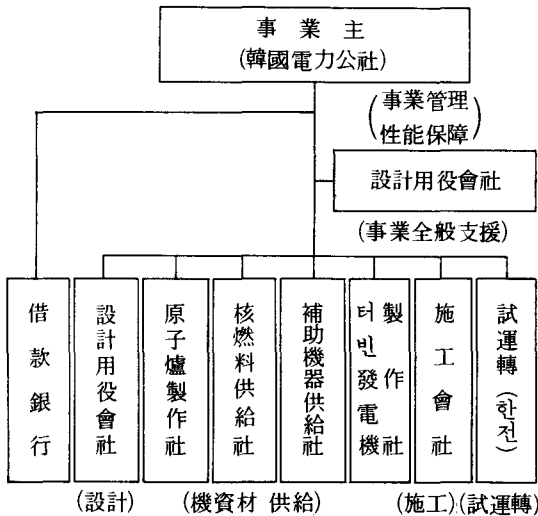 事業主
(韓國電力公社)
(事業管理
性能保障)
設計用役會社
(事業全般支援)
借款銀行
設計用役會社
原子爐製作社
核燃料供給社
補助機器供給社
터빈發電機
製作社
施工會社
試運轉(한전)
(設計)
(機資材 供給)
(施工)
(試運轉)